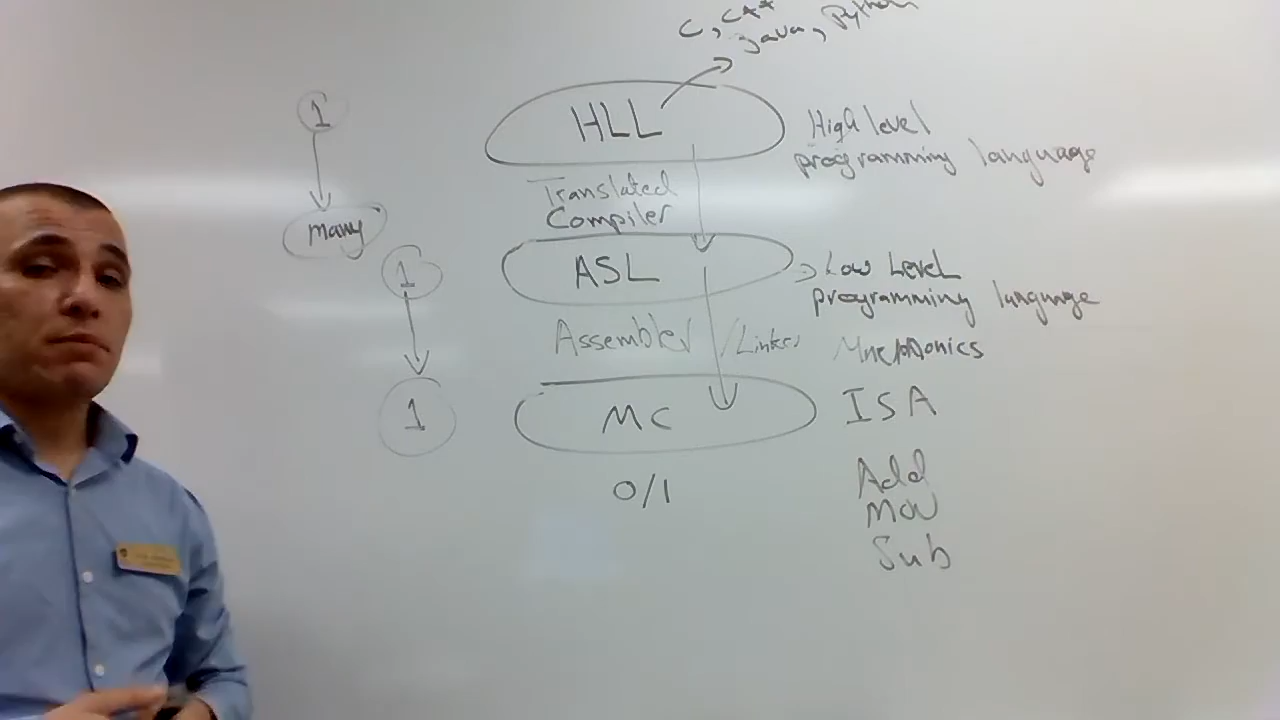 C, C++
Java, Python
1
HLL
High level
programming language
Translated
Compiler
many
1
ASL
Low Level
programming language
Assembler / Linker
Mnemonics
1
MC
ISA
0/1
Add
Mov
Sub